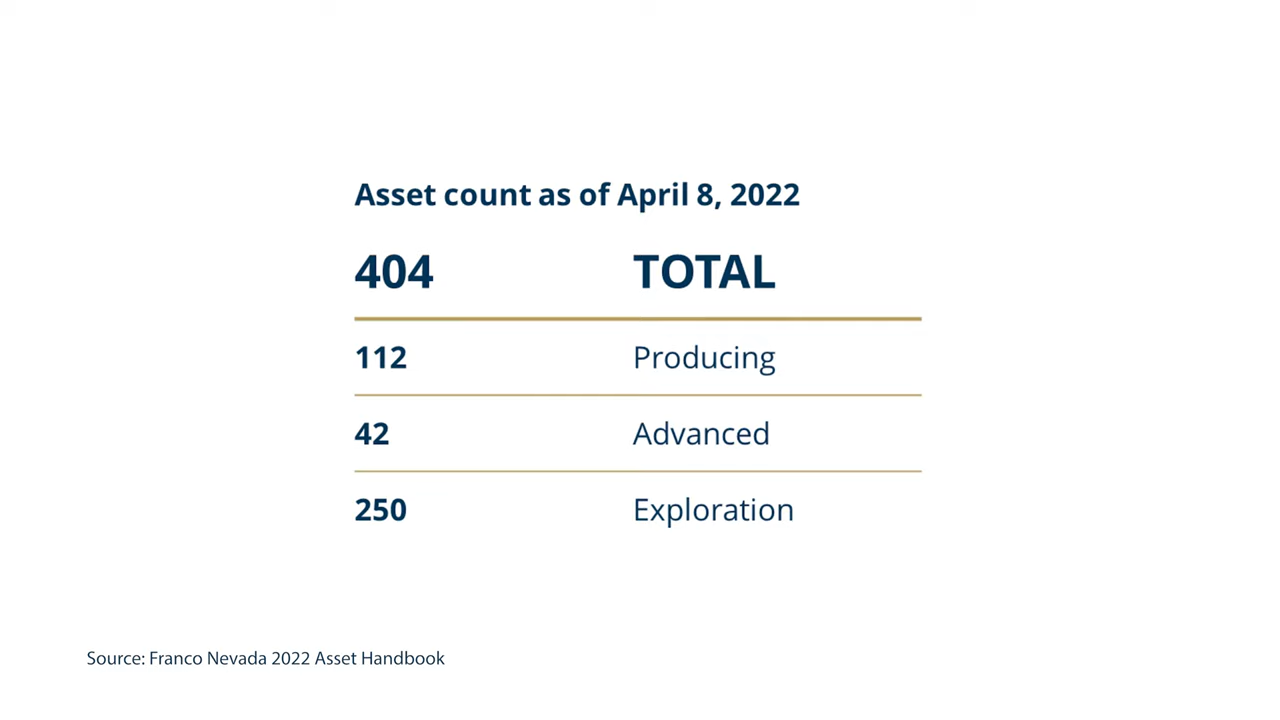 Asset count as of April 8, 2022
404 TOTAL
112 Producing
42 Advanced
250 Exploration
Source: Franco Nevada 2022 Asset Handbook